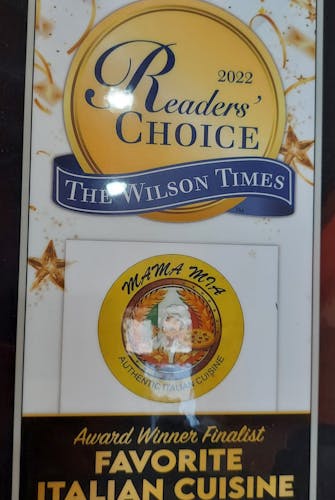 2022
Readers'
CHOICE
THE WILSON TIMES
MAMA MIA
AUTHENTIC ITALIAN CUISINE
Award Winner Finalist
FAVORITE
ITALIAN CUISINE